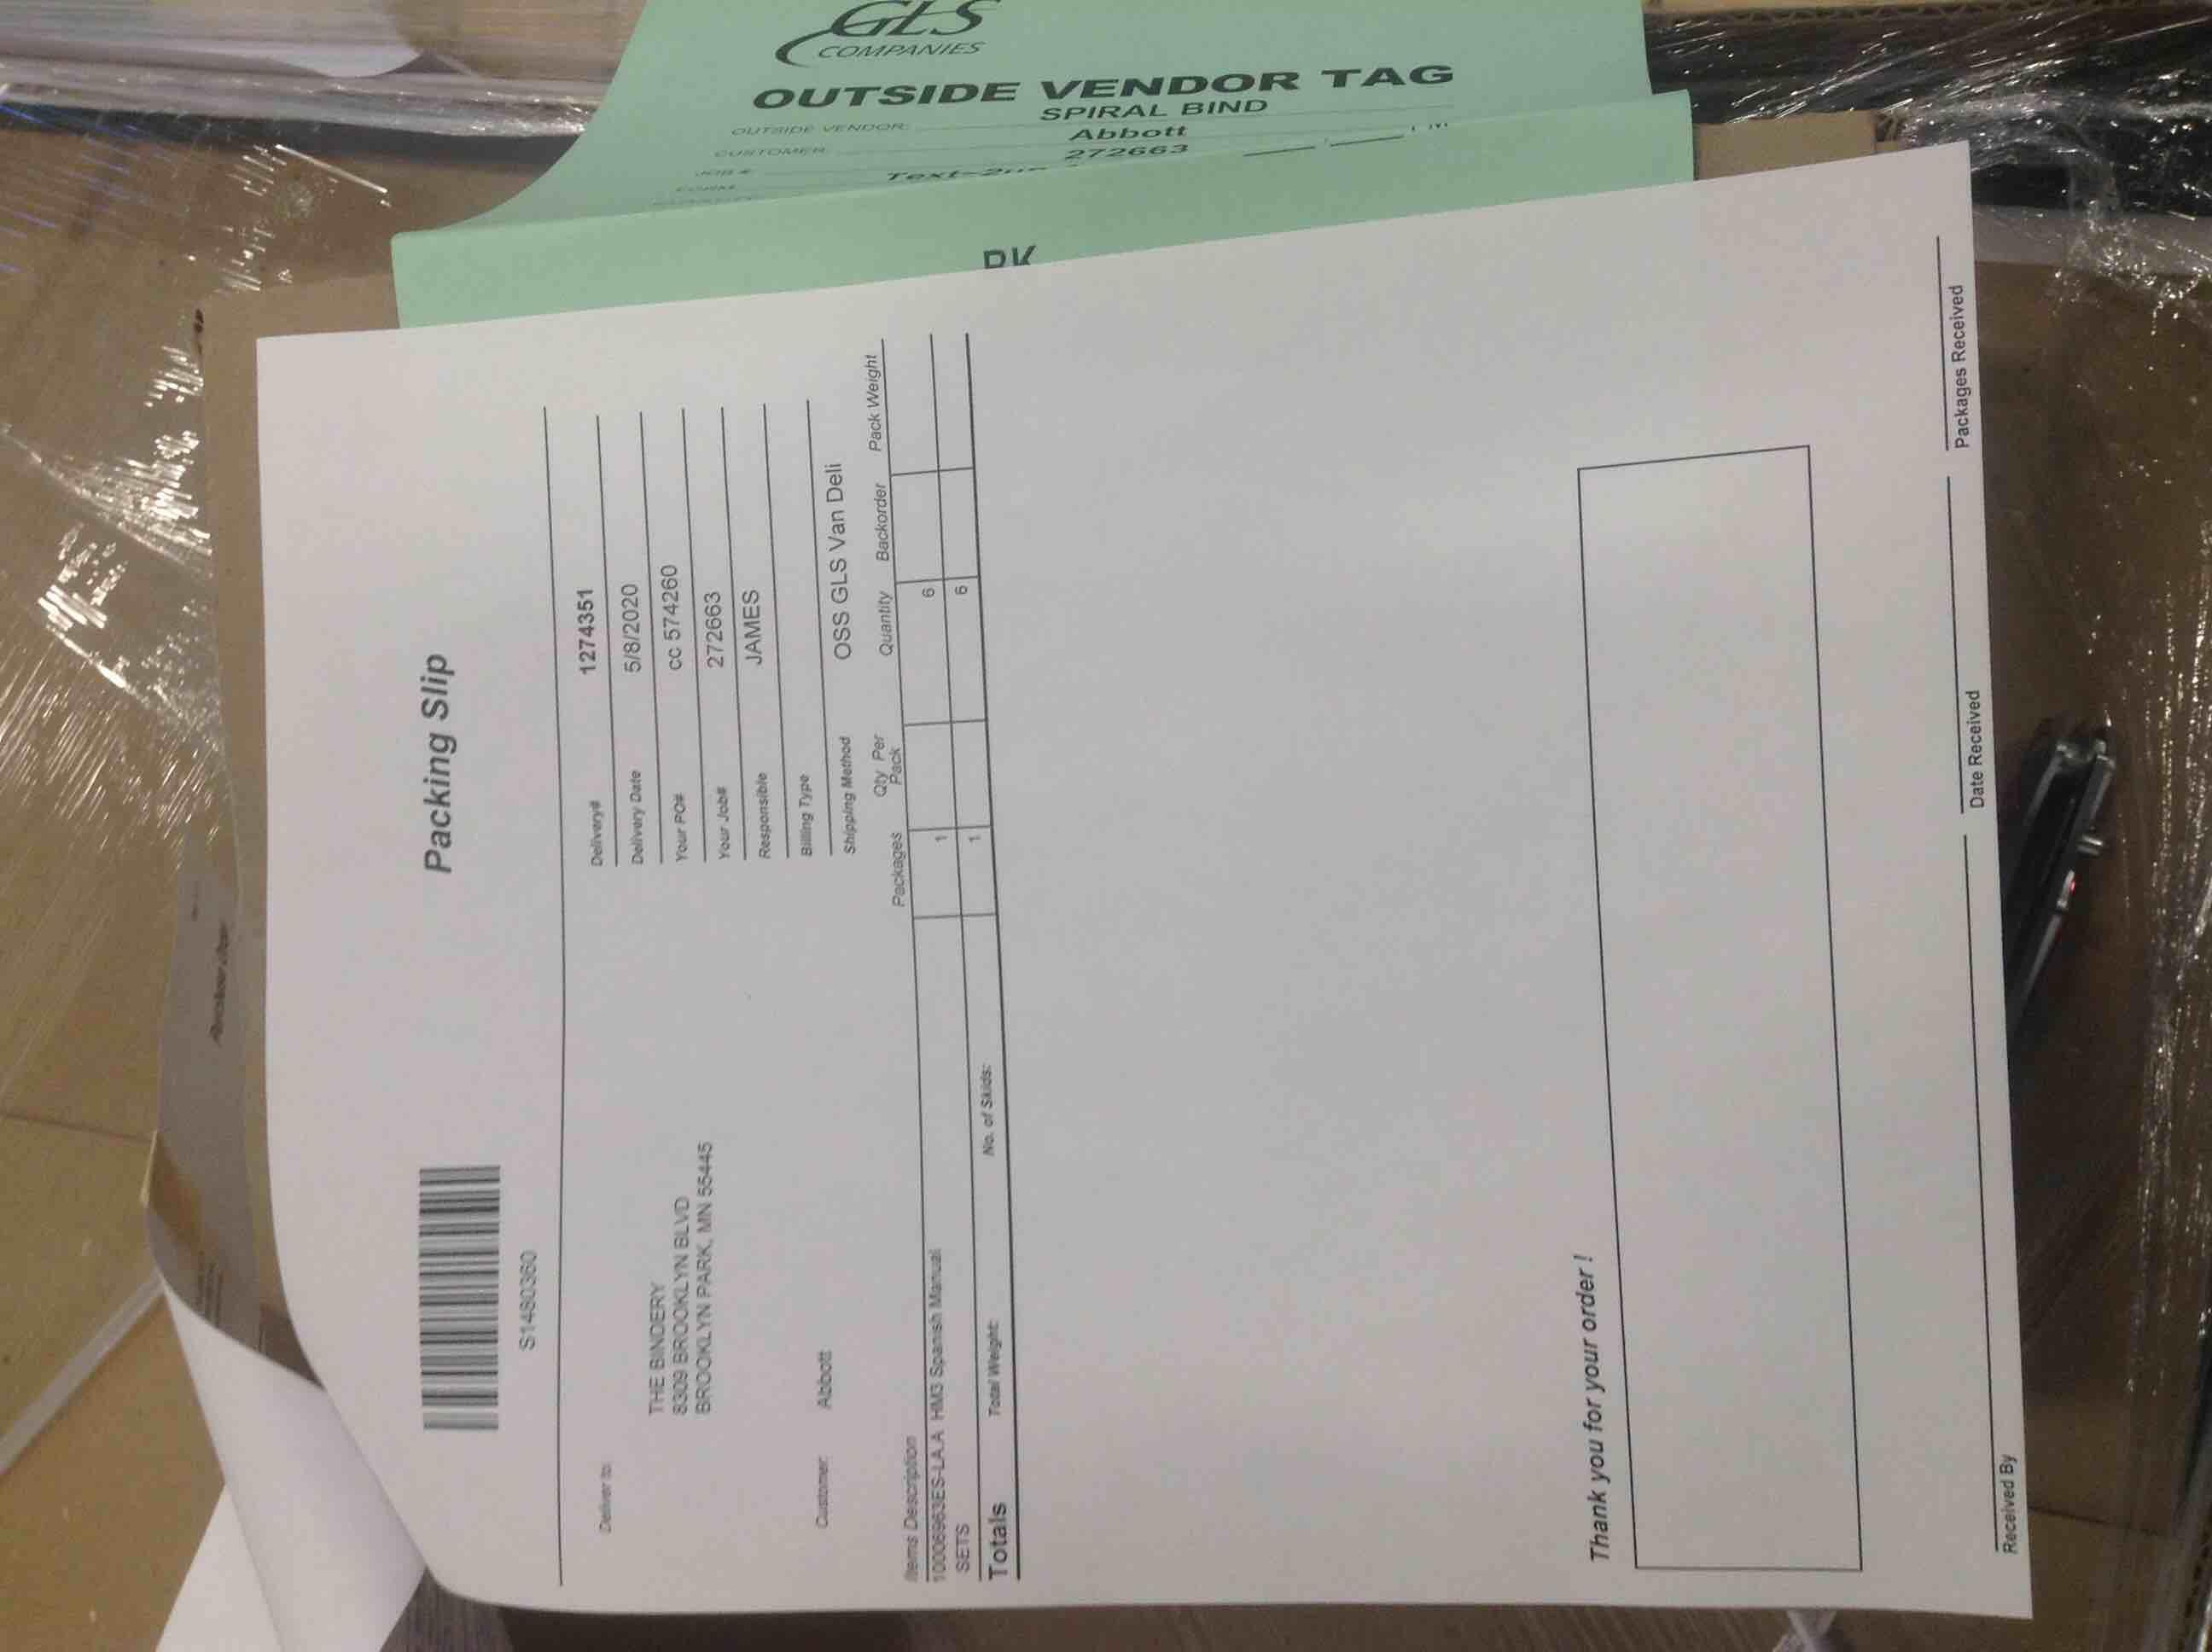 GLS
COMPANIES
OUTSIDE VENDOR TAG
OUTSIDE VENDOR: SPIRAL BIND
CUSTOMER Abbott
JOB # 272663
FORM
PK
Packing Slip
S1480360
Deliver to:
THE BINDERY
8309 BROOKLYN BLVD
BROOKLYN PARK, MN 55445
Customer: Abbott
Delivery# 1274351
Delivery Date 5/8/2020
Your PO# cc 574260
Your Job# 272663
Responsible JAMES
Billing Type
Shipping Method OSS GLS Van Deli
Items Description Packages Qty Per Pack Quantity Backorder Pack Weight
HM3 Spanish Manual 1 6
SETS 1 6
Totals Total Weight: No. of Skids:
Thank you for your order !
Received By Date Received Packages Received